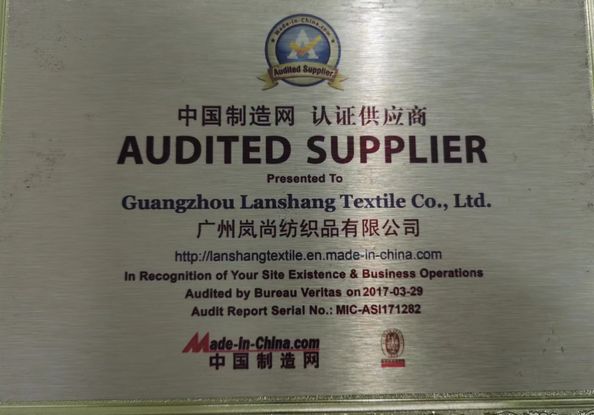 Made-in-China.com
Audited Supplier
中国制造网 认证供应商
AUDITED SUPPLIER
Presented To
Guangzhou Lanshang Textile Co., Ltd.
广州岚尚纺织品有限公司
http://lanshangtextile.en.made-in-china.com
In Recognition of Your Site Existence & Business Operations
Audited by Bureau Veritas on 2017-03-29
Audit Report Serial No.: MIC-ASI171282
Made-in-China.com
中国制造网